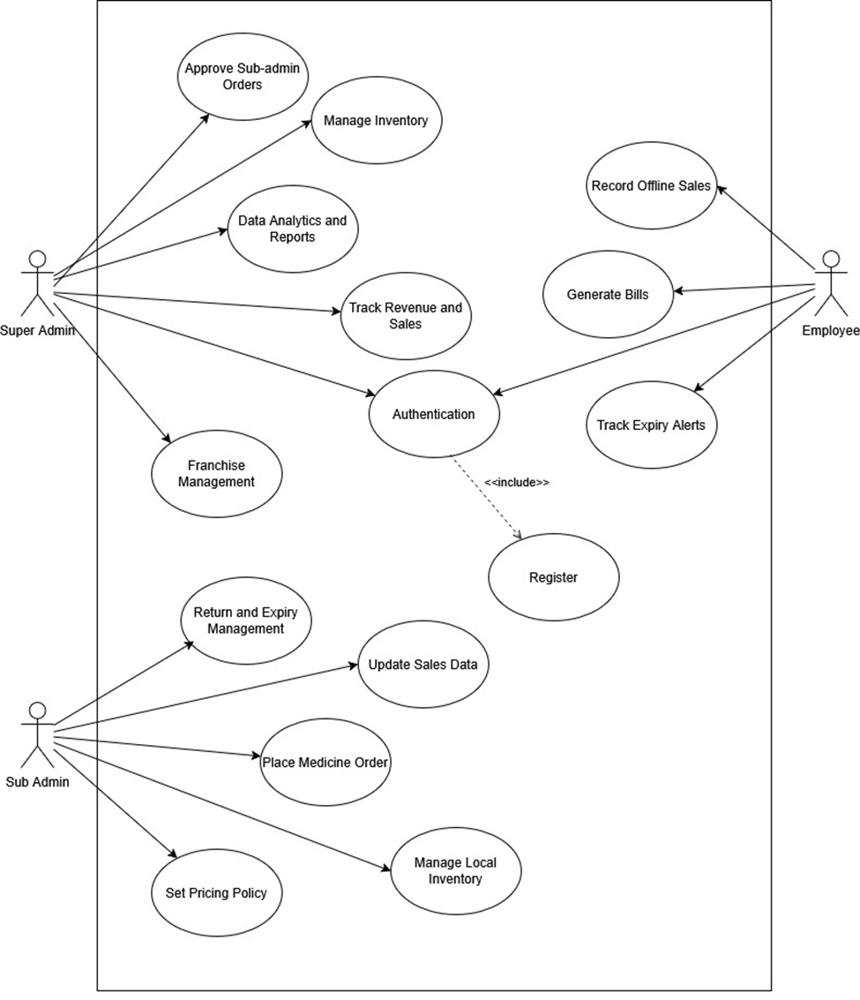 Approve Sub-admin
Orders
Manage Inventory
Record Offline Sales
Data Analytics and
Reports
Generate Bills
Track Revenue and
Sales
Super Admin
Employee
Authentication
Track Expiry Alerts
Franchise
Management
<<include>>
Register
Return and Expiry
Management
Update Sales Data
Place Medicine Order
Sub Admin
Manage Local
Inventory
Set Pricing Policy